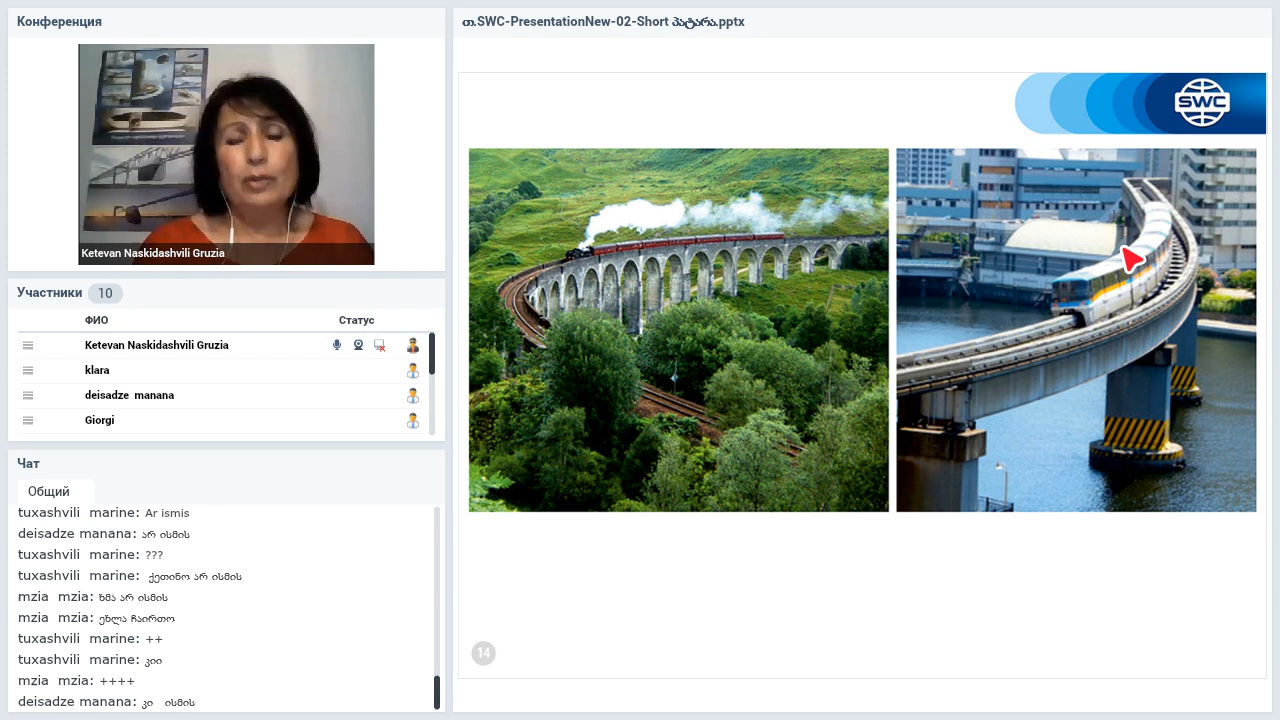 Конференция
Ketevan Naskidashvili Gruzia
Участники 10
ФИО Статус
Ketevan Naskidashvili Gruzia
klara
deisadze manana
Giorgi
Чат
Общий
tuxashvili marine: Ar ismis
deisadze manana: არ ისმის
tuxashvili marine: ???
tuxashvili marine: ქეთინო არ ისმის
mzia mzia: ხმა არ ისმის
mzia mzia: ეხლა ჩაირთო
tuxashvili marine: ++
tuxashvili marine: კიი
mzia mzia: ++++
deisadze manana: კი ისმის
თ.SWC-PresentationNew-02-Short პატარა.pptx
SWC
14